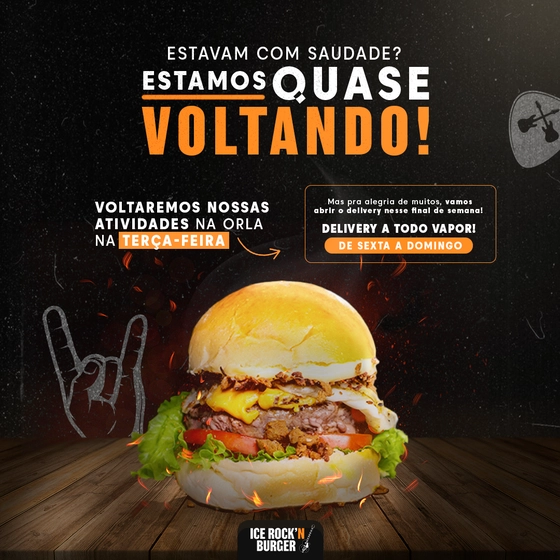 ESTAVAM COM SAUDADE?
ESTAMOS QUASE
VOLTANDO!
VOLTAREMOS NOSSAS
ATIVIDADES NA ORLA
NA TERÇA-FEIRA
Mas pra alegria de muitos, vamos
abrir o delivery nesse final de semana!
DELIVERY A TODO VAPOR!
DE SEXTA A DOMINGO
ICE ROCK'N
BURGER